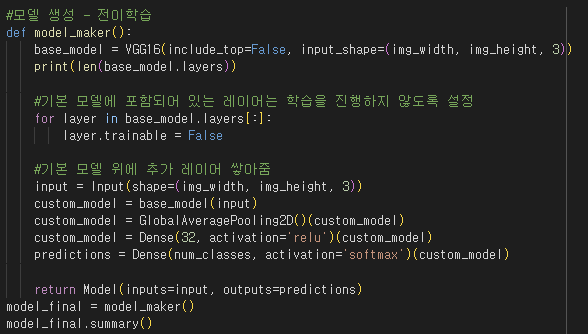 #모델 생성 - 전이학습
def model_maker():
    base_model = VGG16(include_top=False, input_shape=(img_width, img_height, 3))
    print(len(base_model.layers))

    #기본 모델에 포함되어 있는 레이어는 학습을 진행하지 않도록 설정
    for layer in base_model.layers[:]:
        layer.trainable = False

    #기본 모델 위에 추가 레이어 쌓아줌
    input = Input(shape=(img_width, img_height, 3))
    custom_model = base_model(input)
    custom_model = GlobalAveragePooling2D()(custom_model)
    custom_model = Dense(32, activation='relu')(custom_model)
    predictions = Dense(num_classes, activation='softmax')(custom_model)

    return Model(inputs=input, outputs=predictions)
model_final = model_maker()
model_final.summary()